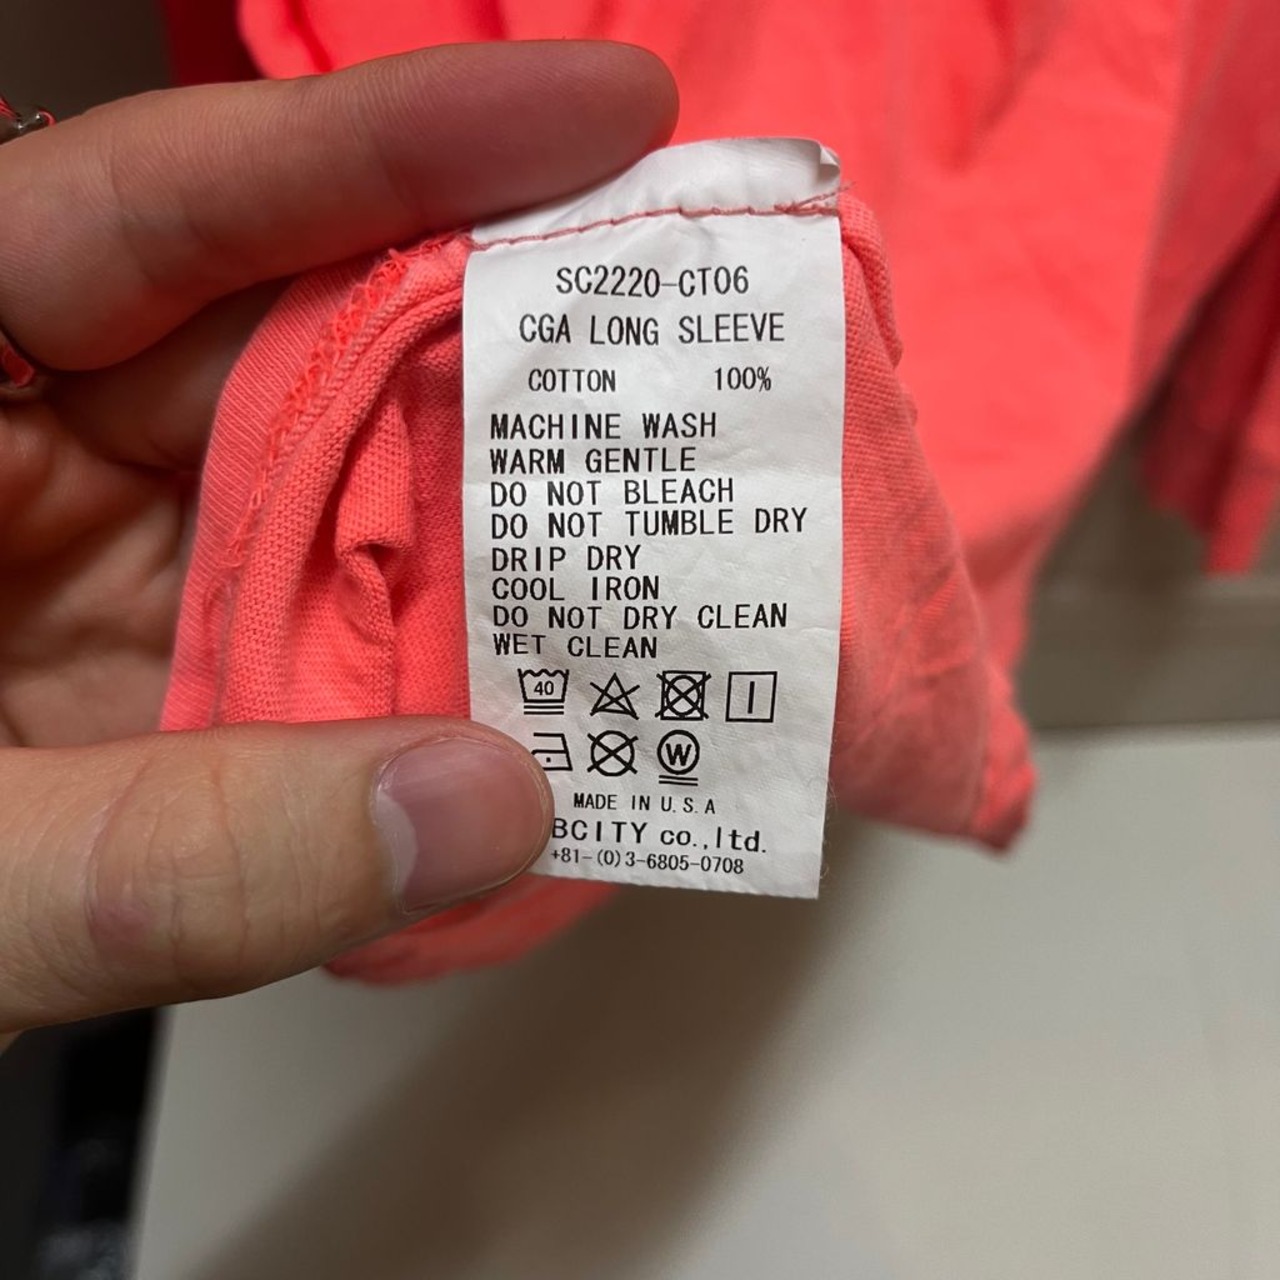 SC2220-CT06
CGA LONG SLEEVE
COTTON 100%
MACHINE WASH
WARM GENTLE
DO NOT BLEACH
DO NOT TUMBLE DRY
DRIP DRY
COOL IRON
DO NOT DRY CLEAN
WET CLEAN
40
W
MADE IN U.S.A
BCITY co.,ltd.
+81-(0)3-6805-0708